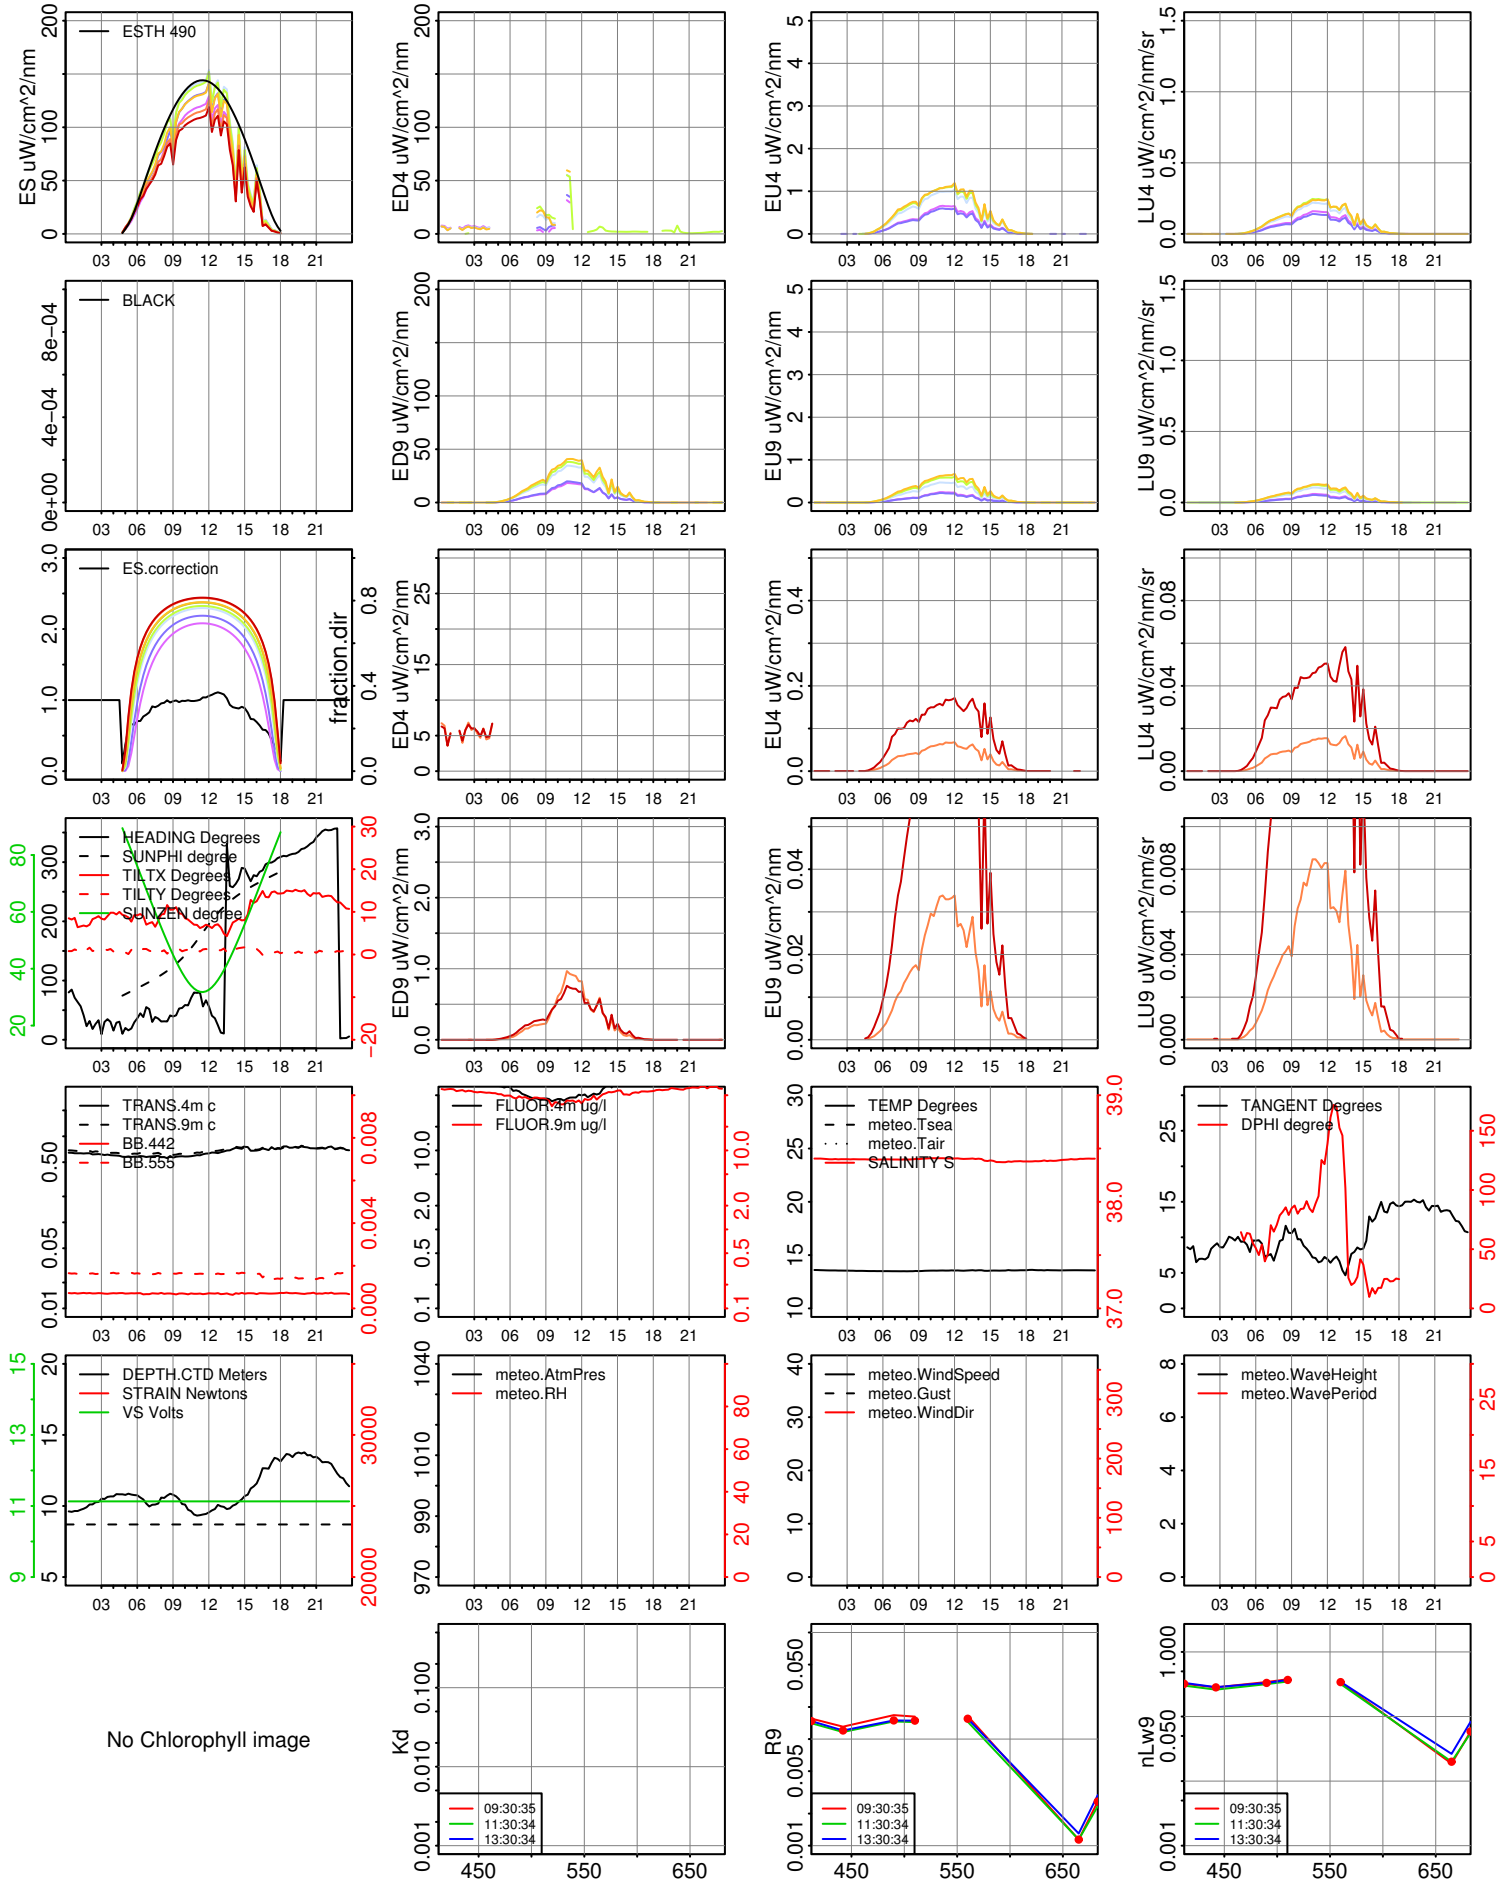 ES uW/cm^2/nm
0 50 100 200
ESTH 490
03 06 09 12 15 18 21
ED4 uW/cm^2/nm
0 50 100 200
03 06 09 12 15 18 21
EU4 uW/cm^2/nm
0 1 2 3 4 5
03 06 09 12 15 18 21
LU4 uW/cm^2/nm/sr
0.0 0.5 1.0 1.5
03 06 09 12 15 18 21
BLACK
0e+00 4e−04 8e−04
03 06 09 12 15 18 21
ED9 uW/cm^2/nm
0 50 100 200
03 06 09 12 15 18 21
EU9 uW/cm^2/nm
0 1 2 3 4 5
03 06 09 12 15 18 21
LU9 uW/cm^2/nm/sr
0.0 0.5 1.0 1.5
03 06 09 12 15 18 21
ES.correction
0.0 1.0 2.0 3.0
fraction.dir
0.0 0.4 0.8
03 06 09 12 15 18 21
ED4 uW/cm^2/nm
0 5 15 25
03 06 09 12 15 18 21
EU4 uW/cm^2/nm
0.0 0.2 0.4
03 06 09 12 15 18 21
LU4 uW/cm^2/nm/sr
0.00 0.04 0.08
03 06 09 12 15 18 21
HEADING Degrees
SUNPHI degree
TILTX Degrees
TILTY Degrees
SUNZEN degree
20 40 60 80
0 100 200 300
−20 0 10 20 30
03 06 09 12 15 18 21
ED9 uW/cm^2/nm
0.0 1.0 2.0 3.0
03 06 09 12 15 18 21
EU9 uW/cm^2/nm
0.00 0.02 0.04
03 06 09 12 15 18 21
LU9 uW/cm^2/nm/sr
0.000 0.004 0.008
03 06 09 12 15 18 21
TRANS.4m c
TRANS.9m c
BB.442
BB.555
0.01 0.05 0.50
0.000 0.004 0.008
03 06 09 12 15 18 21
FLUOR.4m ug/l
FLUOR.9m ug/l
0.1 0.5 2.0 10.0
0.1 0.5 2.0 10.0
03 06 09 12 15 18 21
TEMP Degrees
meteo.Tsea
meteo.Tair
SALINITY S
10 15 20 25 30
37.0 38.0 39.0
03 06 09 12 15 18 21
TANGENT Degrees
DPHI degree
0 5 15 25
0 50 100 150
03 06 09 12 15 18 21
DEPTH.CTD Meters
STRAIN Newtons
VS Volts
9 11 13 15
5 10 15 20
20000 30000
03 06 09 12 15 18 21
meteo.AtmPres
meteo.RH
970 990 1010 1040
0 20 40 60 80
03 06 09 12 15 18 21
meteo.WindSpeed
meteo.Gust
meteo.WindDir
0 10 20 30 40
0 100 200 300
03 06 09 12 15 18 21
meteo.WaveHeight
meteo.WavePeriod
0 2 4 6 8
0 5 15 25
03 06 09 12 15 18 21
No Chlorophyll image
Kd
0.001 0.010 0.100
09:30:35
11:30:34
13:30:34
450 550 650
R9
0.001 0.005 0.050
09:30:35
11:30:34
13:30:34
450 550 650
nLw9
0.001 0.050 1.000
09:30:35
11:30:34
13:30:34
450 550 650